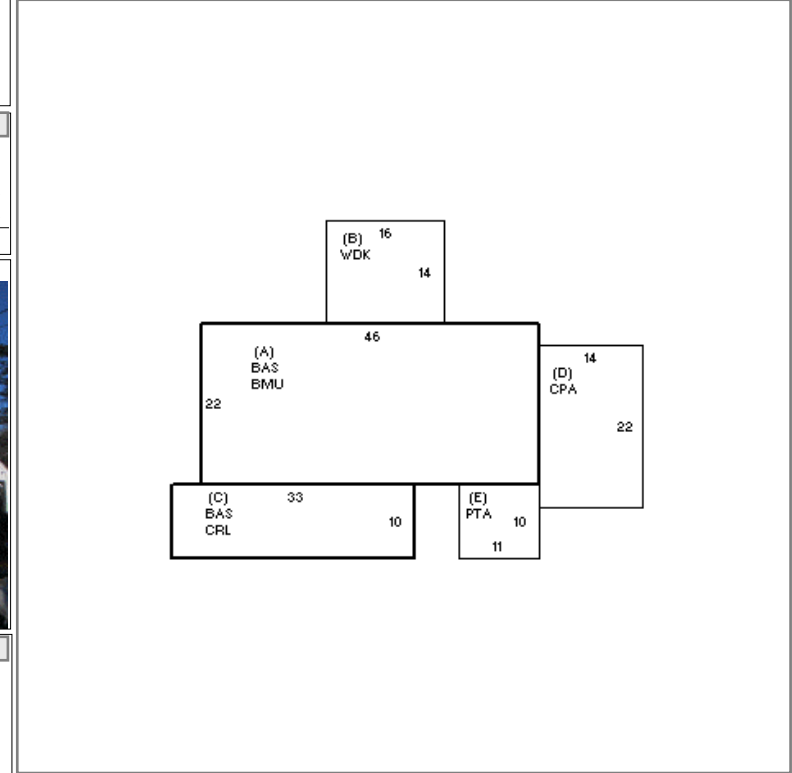 (B) 16
WDK
14
46
(A)
BAS
BMU
22
14
(D)
CPA
22
(C) 33
BAS
CRL
10
(E)
PTA 10
11